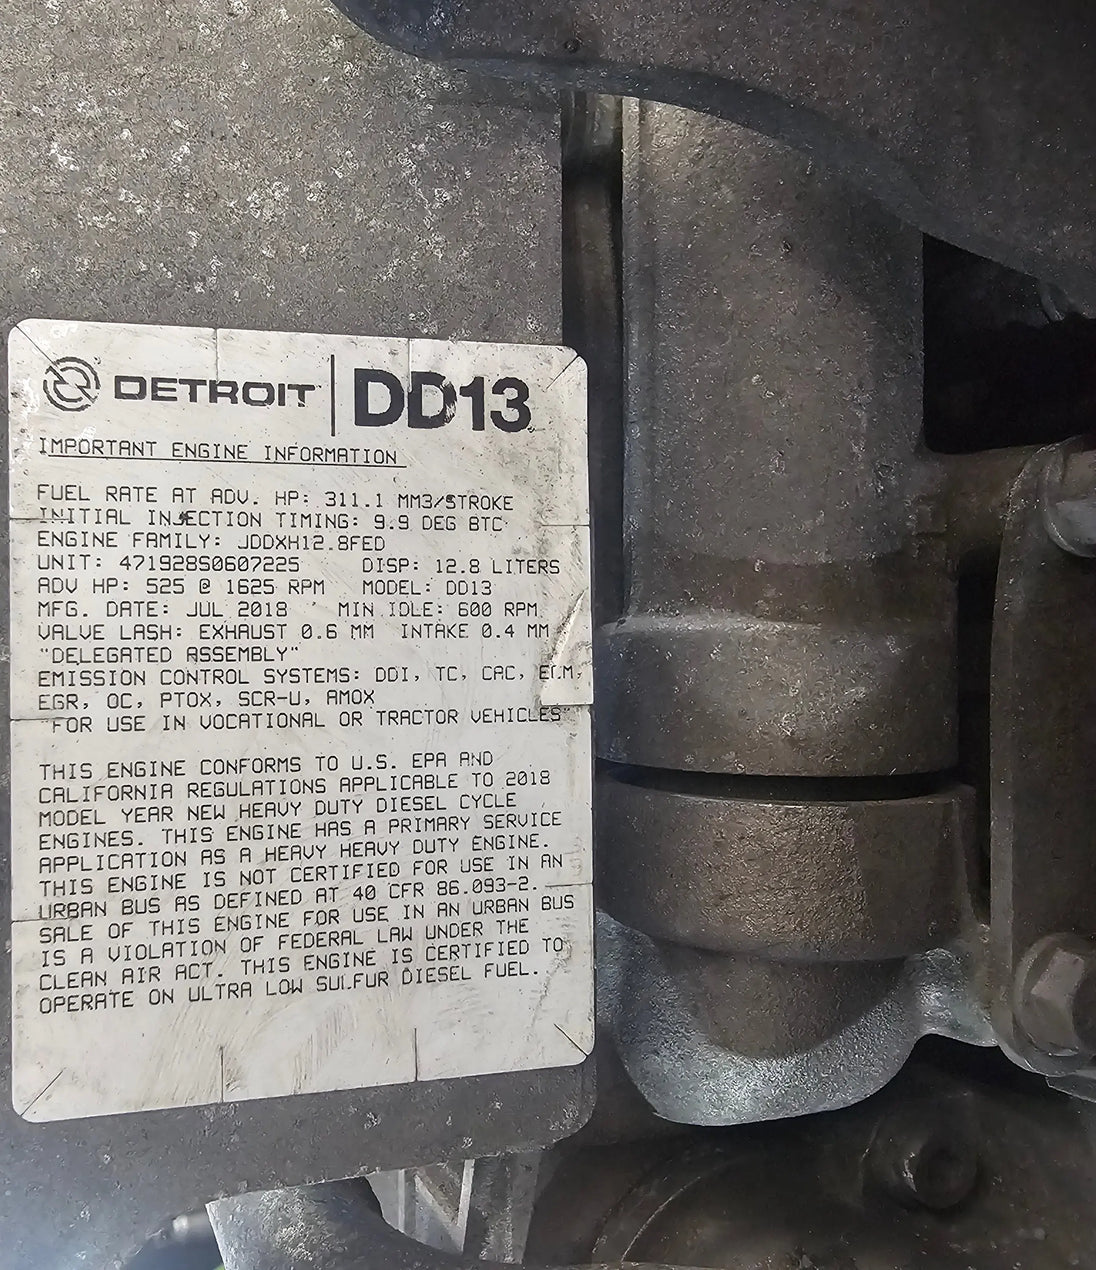 DETROIT DD13
IMPORTANT ENGINE INFORMATION
FUEL RATE AT ADV. HP: 311.1 MM3/STROKE
INITIAL INJECTION TIMING: 9.9 DEG BTC
ENGINE FAMILY: JDDXH12.8FED
UNIT: 471928S0607225 DISP: 12.8 LITERS
ADV HP: 525 @ 1625 RPM MODEL: DD13
MFG. DATE: JUL 2018 MIN IDLE: 600 RPM
VALVE LASH: EXHAUST 0.6 MM INTAKE 0.4 MM
"DELEGATED ASSEMBLY"
EMISSION CONTROL SYSTEMS: DDI, TC, CAC, ECM,
EGR, OC, PTOX, SCR-U, AMOX
"FOR USE IN VOCATIONAL OR TRACTOR VEHICLES"
THIS ENGINE CONFORMS TO U.S. EPA AND
CALIFORNIA REGULATIONS APPLICABLE TO 2018
MODEL YEAR NEW HEAVY DUTY DIESEL CYCLE
ENGINES. THIS ENGINE HAS A PRIMARY SERVICE
APPLICATION AS A HEAVY HEAVY DUTY ENGINE.
THIS ENGINE IS NOT CERTIFIED FOR USE IN AN
URBAN BUS AS DEFINED AT 40 CFR 86.093-2.
SALE OF THIS ENGINE FOR USE IN AN URBAN BUS
IS A VIOLATION OF FEDERAL LAW UNDER THE
CLEAN AIR ACT. THIS ENGINE IS CERTIFIED TO
OPERATE ON ULTRA LOW SULFUR DIESEL FUEL.